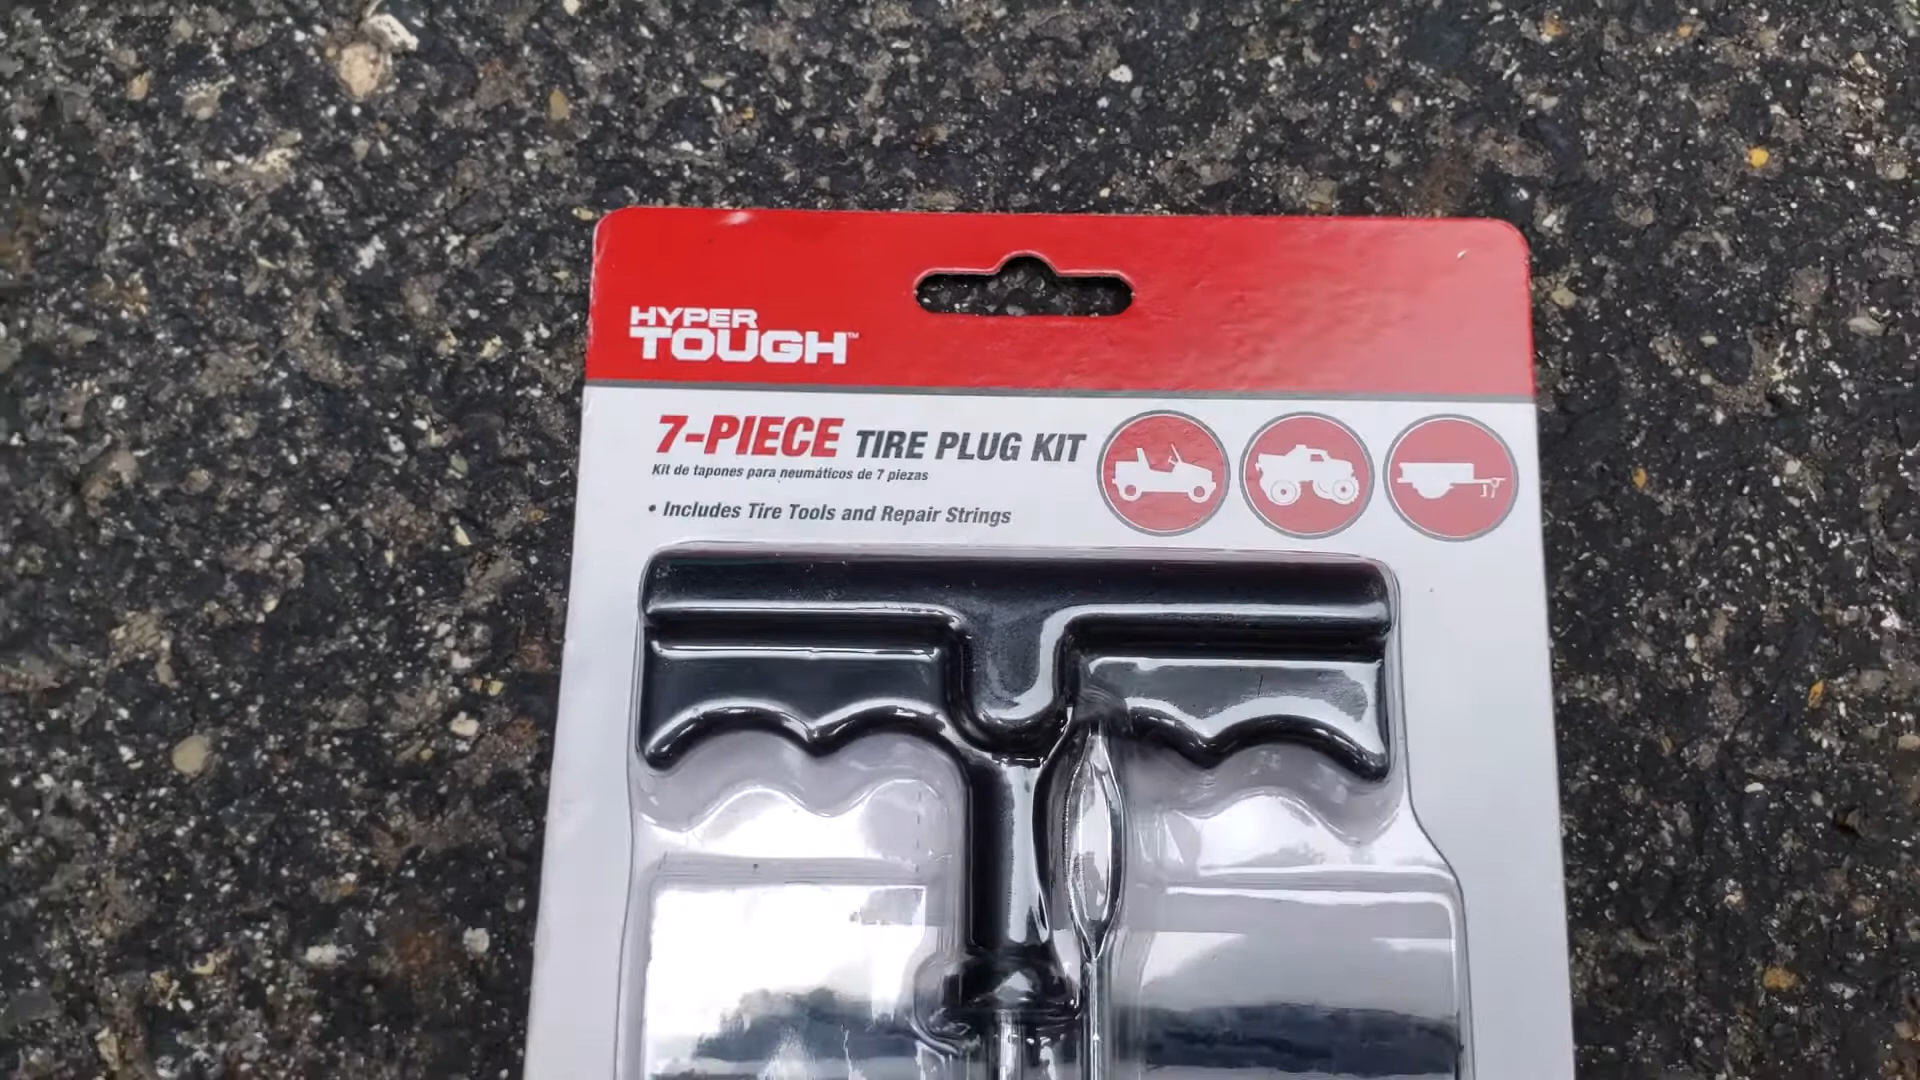 HYPER
TOUGH™
7-PIECE TIRE PLUG KIT
Kit de tapones para neumáticos de 7 piezas
• Includes Tire Tools and Repair Strings